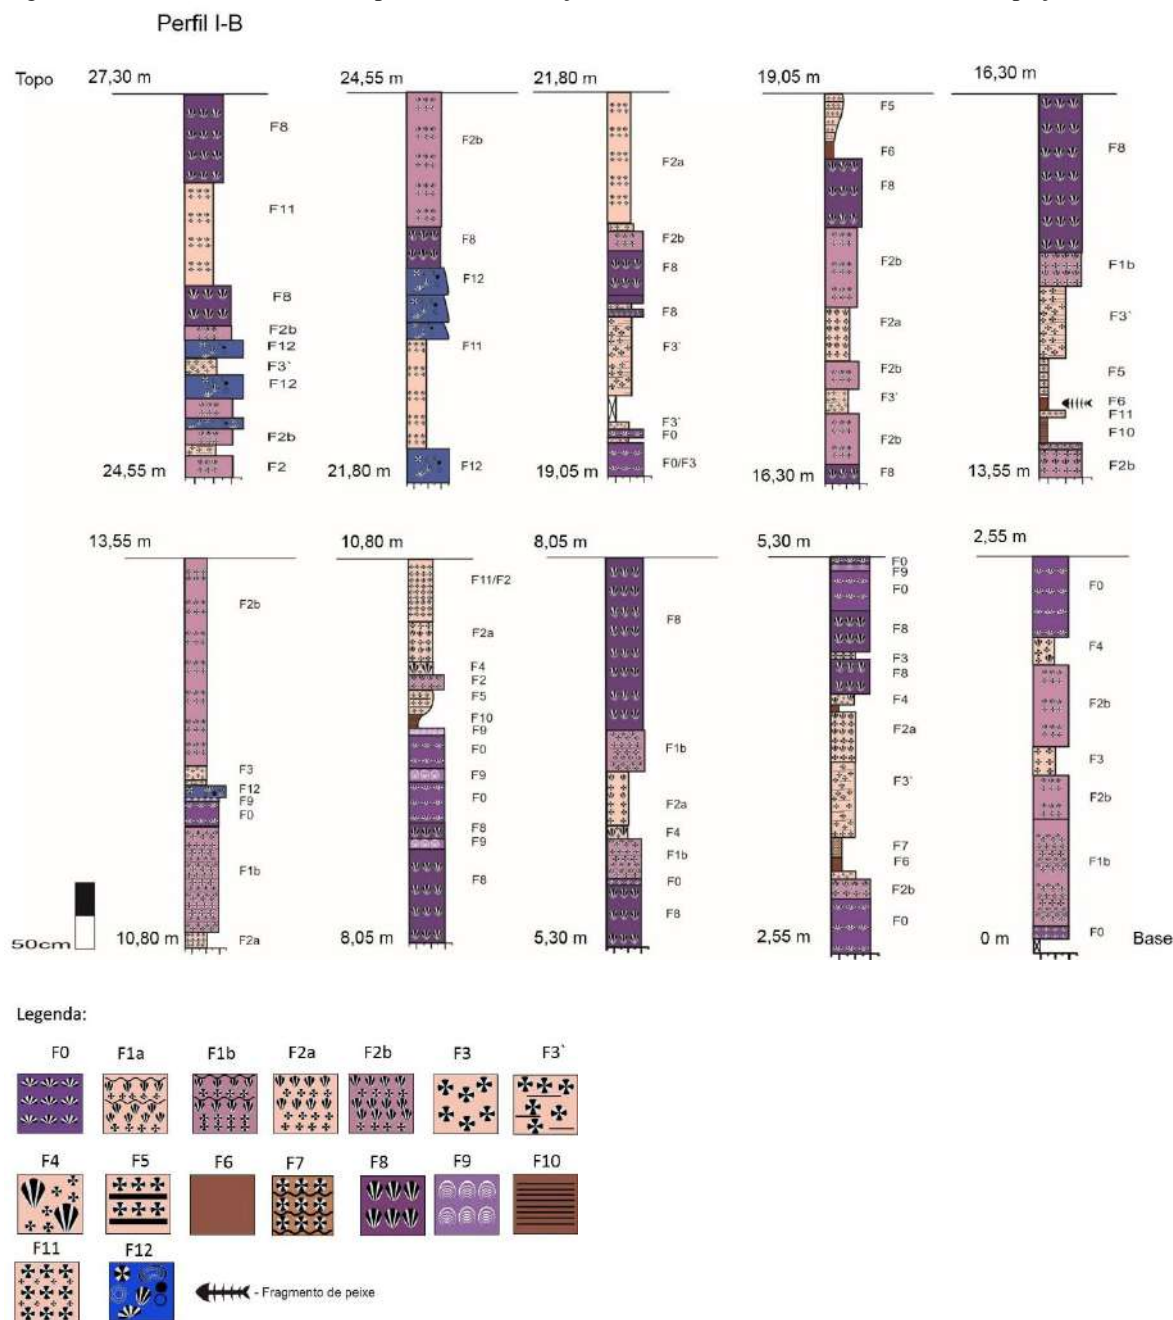 Perfil I-B
Topo
27,30 m
F8
F11
F8
F2b
F12
F3`
F12
F2b
F2
24,55 m
24,55 m
F2b
F8
F12
F11
F12
21,80 m
21,80 m
F2a
F2b
F8
F8
F3`
F3`
F0
F0/F3
19,05 m
19,05 m
F5
F6
F8
F2b
F2a
F2b
F3`
F2b
F8
16,30 m
16,30 m
F8
F1b
F3`
F5
F6
F11
F10
F2b
13,55 m
13,55 m
F2b
F3
F12
F9
F0
F1b
F2a
10,80 m
50cm
10,80 m
F11/F2
F2a
F4
F2
F5
F10
F9
F0
F9
F0
F8
F9
F8
8,05 m
8,05 m
F8
F1b
F2a
F4
F1b
F0
F8
5,30 m
5,30 m
F0
F9
F0
F8
F3
F8
F4
F2a
F3`
F7
F6
F2b
F0
2,55 m
2,55 m
F0
F4
F2b
F3
F2b
F1b
F0
0 m
Base
Legenda:
F0 F1a F1b F2a F2b F3 F3`
F4 F5 F6 F7 F8 F9 F10
F11 F12
- Fragmento de peixe